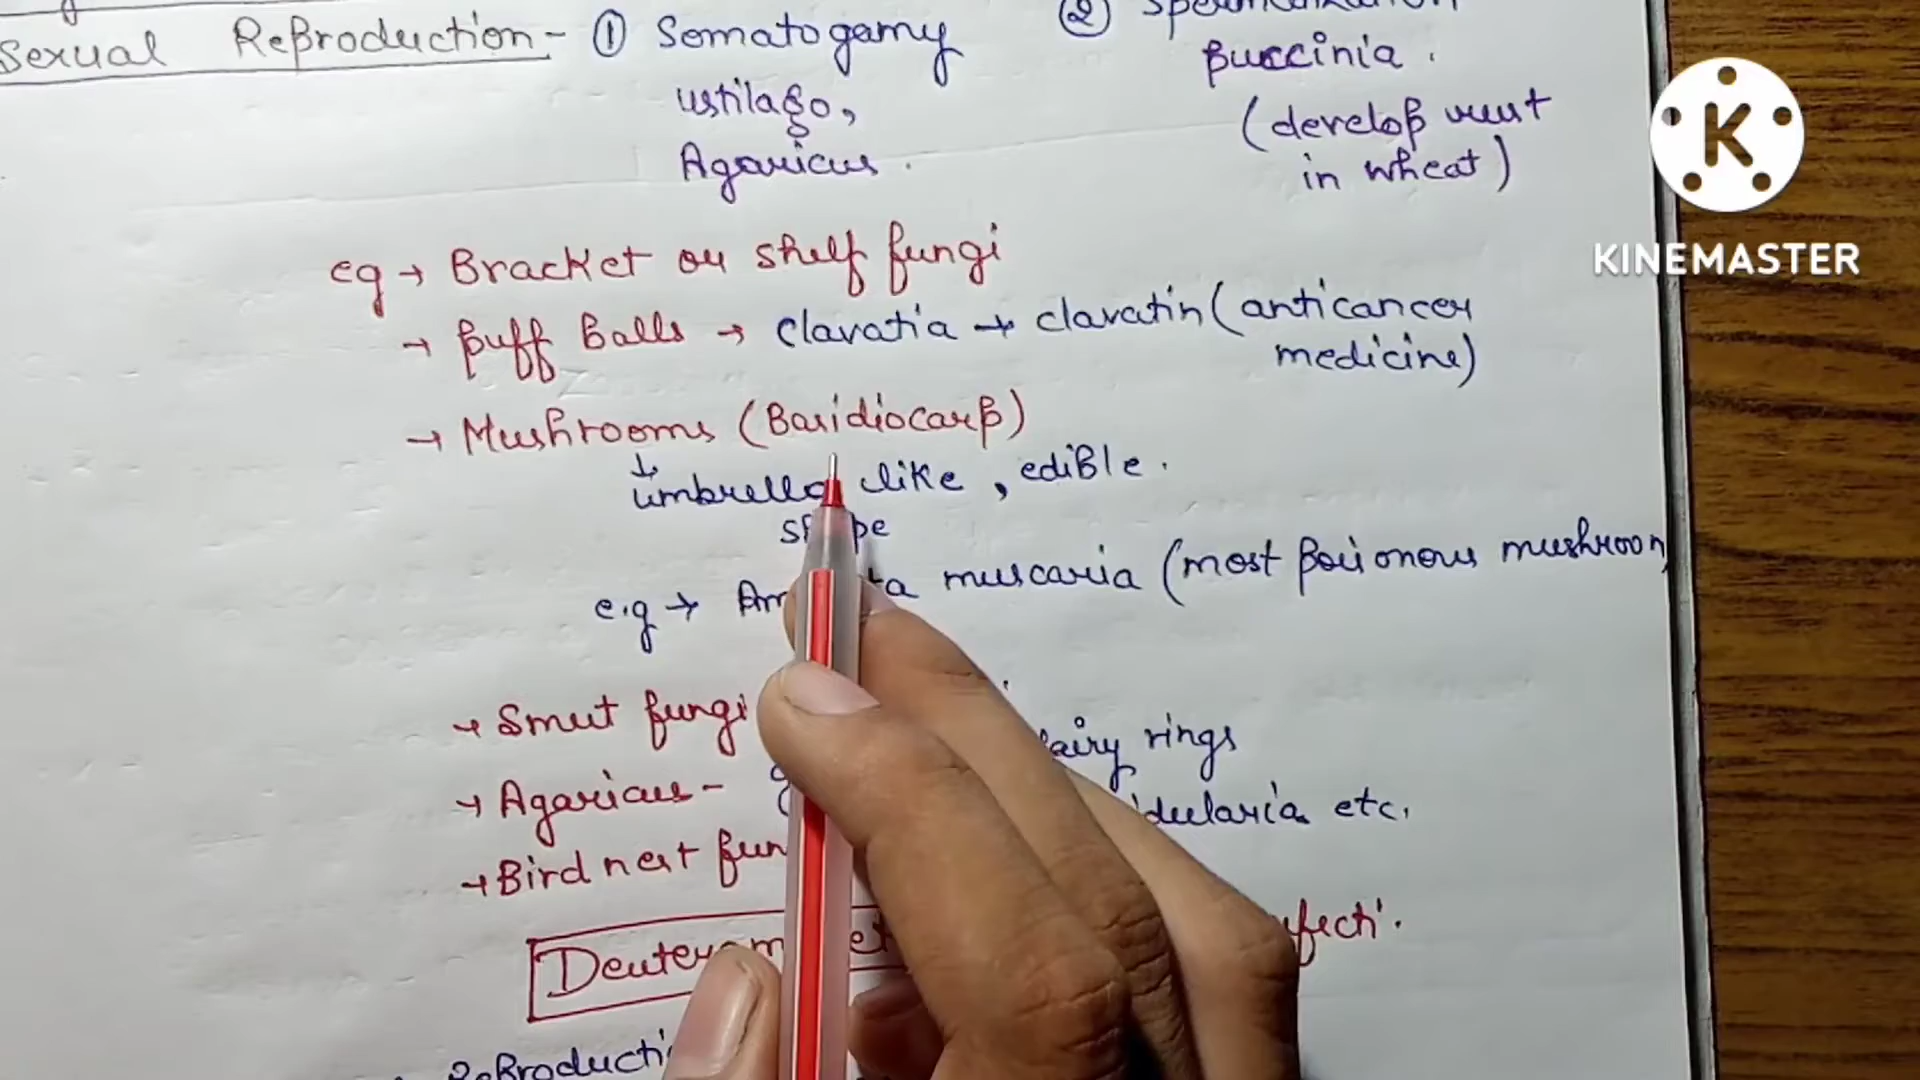 Sexual Reproduction - ① Somatogamy ②
ustilago, puccinia.
Agaricus. (develop rust
in wheat)
K
KINEMASTER
eg → Bracket or shelf fungi
→ Puff Balls → Clavatia → clavatin (anticancer
medicine)
→ Mushrooms (Basidiocarp)
↓
umbrella like, edible.
e.g → muscaria (most poisonous mushroom
→ Smut fungi
→ Agaricus - fairy rings
→ Bird nest etc.